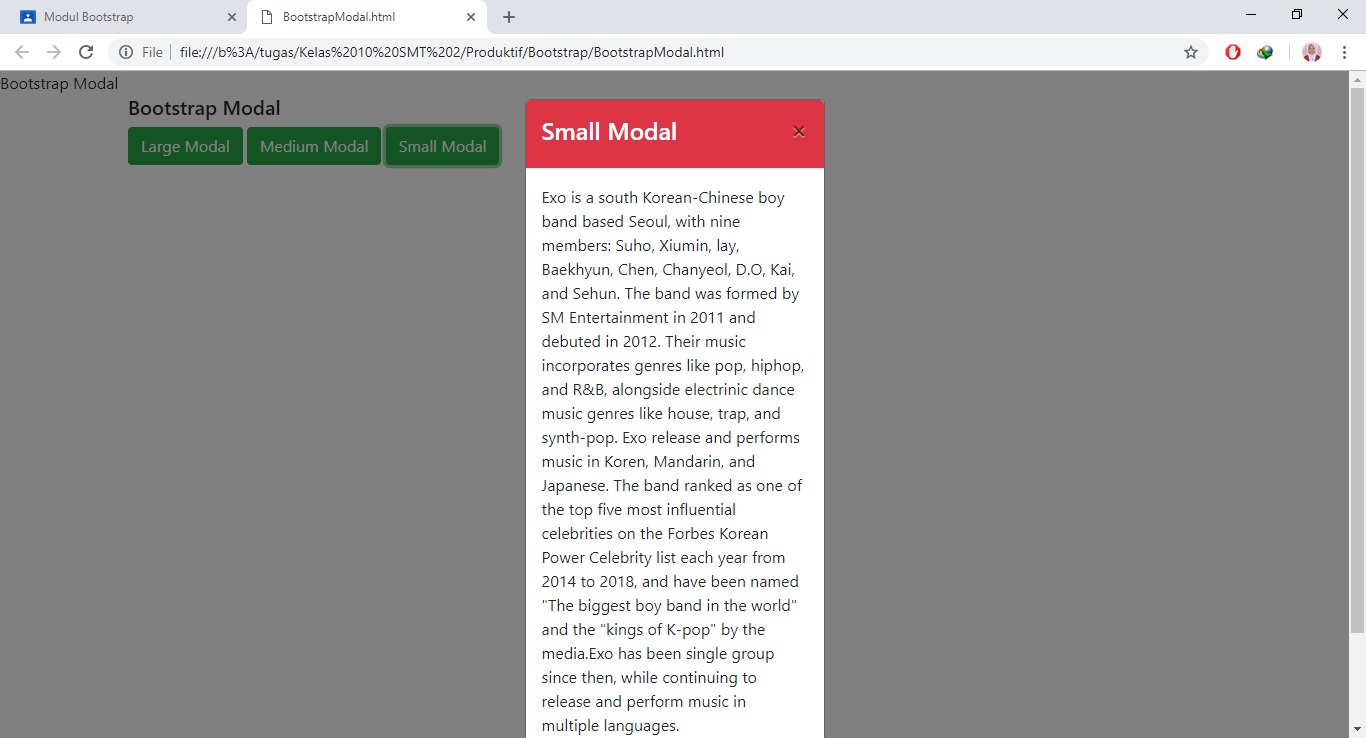 Modul Bootstrap
BootstrapModal.html
File
file:///b%3A/tugas/Kelas%2010%20SMT%202/Produktif/Bootstrap/BootstrapModal.html
Bootstrap Modal
Bootstrap Modal
Large Modal Medium Modal Small Modal
Small Modal ×
Exo is a south Korean-Chinese boy
band based Seoul, with nine
members: Suho, Xiumin, lay,
Baekhyun, Chen, Chanyeol, D.O, Kai,
and Sehun. The band was formed by
SM Entertainment in 2011 and
debuted in 2012. Their music
incorporates genres like pop, hiphop,
and R&B, alongside electrinic dance
music genres like house, trap, and
synth-pop. Exo release and performs
music in Koren, Mandarin, and
Japanese. The band ranked as one of
the top five most influential
celebrities on the Forbes Korean
Power Celebrity list each year from
2014 to 2018, and have been named
"The biggest boy band in the world"
and the "kings of K-pop" by the
media.Exo has been single group
since then, while continuing to
release and perform music in
multiple languages.